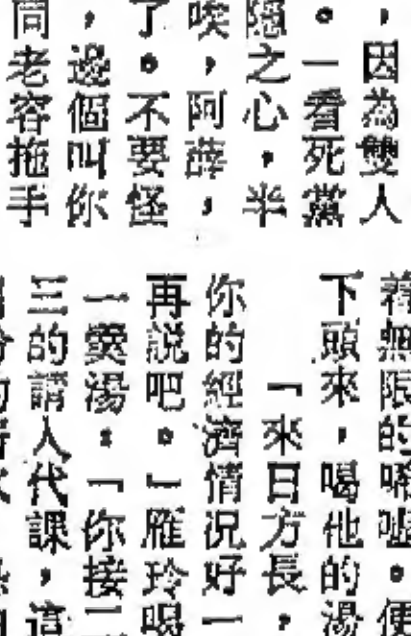 ，因為雙人
。一看死黨
隱之心，半
唉，阿薛，
了。不要怪
，邊個叫你
同老容拖手
着無限的唏噓。便
下頭來，喝他的湯
「來日方長，
你的經濟情況好一
再說吧。」雁玲喝
一羹湯：「你接二
三的請人代課，這